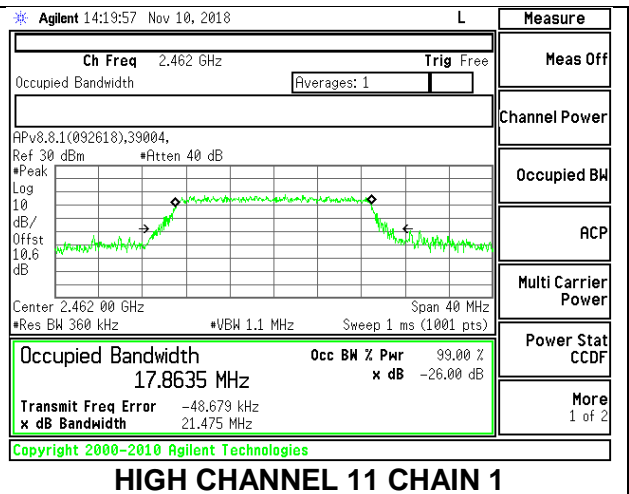 Agilent 14:19:57 Nov 10, 2018 L
Measure
Ch Freq 2.462 GHz Trig Free
Occupied Bandwidth Averages: 1
Meas Off
Channel Power
Occupied BW
ACP
Multi Carrier
Power
Power Stat
CCDF
More
1 of 2
APv8.8.1(092618),39004,
Ref 30 dBm #Atten 40 dB
#Peak
Log
10
dB/
Offst
10.6
dB
Center 2.462 00 GHz Span 40 MHz
#Res BW 360 kHz #VBW 1.1 MHz Sweep 1 ms (1001 pts)
Occupied Bandwidth Occ BW % Pwr 99.00 %
17.8635 MHz x dB -26.00 dB
Transmit Freq Error -48.679 kHz
x dB Bandwidth 21.475 MHz
Copyright 2000-2010 Agilent Technologies
HIGH CHANNEL 11 CHAIN 1